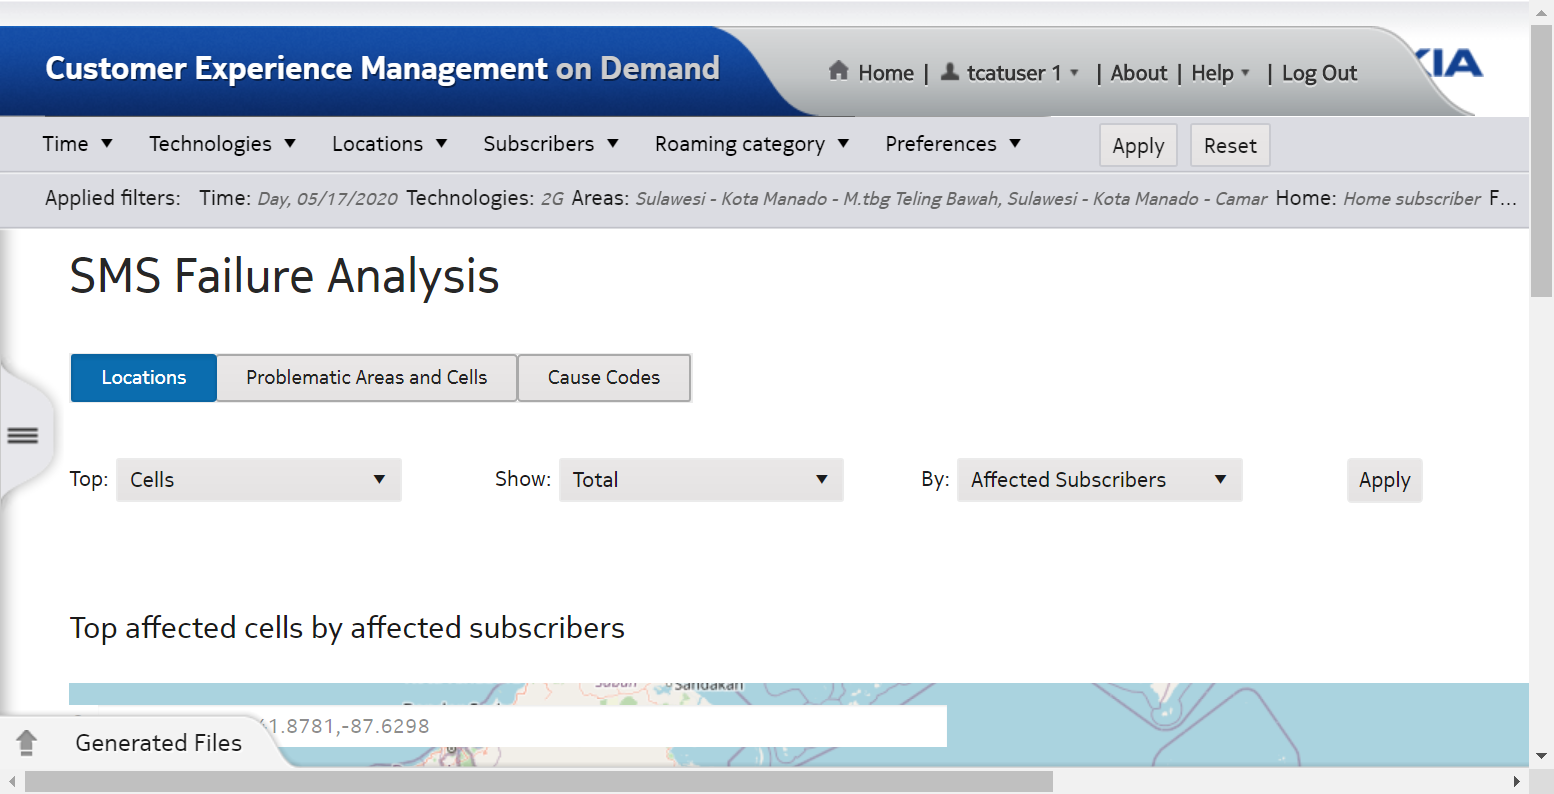 Customer Experience Management on Demand
Home | tcatuser 1 | About | Help | Log Out
Time Technologies Locations Subscribers Roaming category Preferences Apply Reset
Applied filters: Time: Day, 05/17/2020 Technologies: 2G Areas: Sulawesi - Kota Manado - M.tbg Teling Bawah, Sulawesi - Kota Manado - Camar Home: Home subscriber F...
SMS Failure Analysis
Locations Problematic Areas and Cells Cause Codes
Top: Cells Show: Total By: Affected Subscribers Apply
Top affected cells by affected subscribers
Sabah Sandakan
1.8781,-87.6298
Generated Files